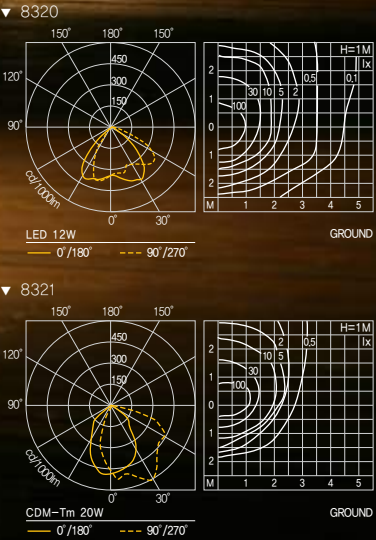 ▼ 8320
150° 180° 150°
H=1M
lx
450
300
150
120°
90°
cd/1000lm
0° 30°
2
1
0
1
2
100 30 10 5 2 0,5 0,1
M 1 2 3 4 5
LED 12W
GROUND
0°/180° 90°/270°
▼ 8321
150° 180° 150°
H=1M
lx
450
300
150
120°
90°
cd/1000lm
0° 30°
2
1
0
1
2
100 30 10 5 2 0,5
M 1 2 3 4 5
CDM-Tm 20W
GROUND
0°/180° 90°/270°